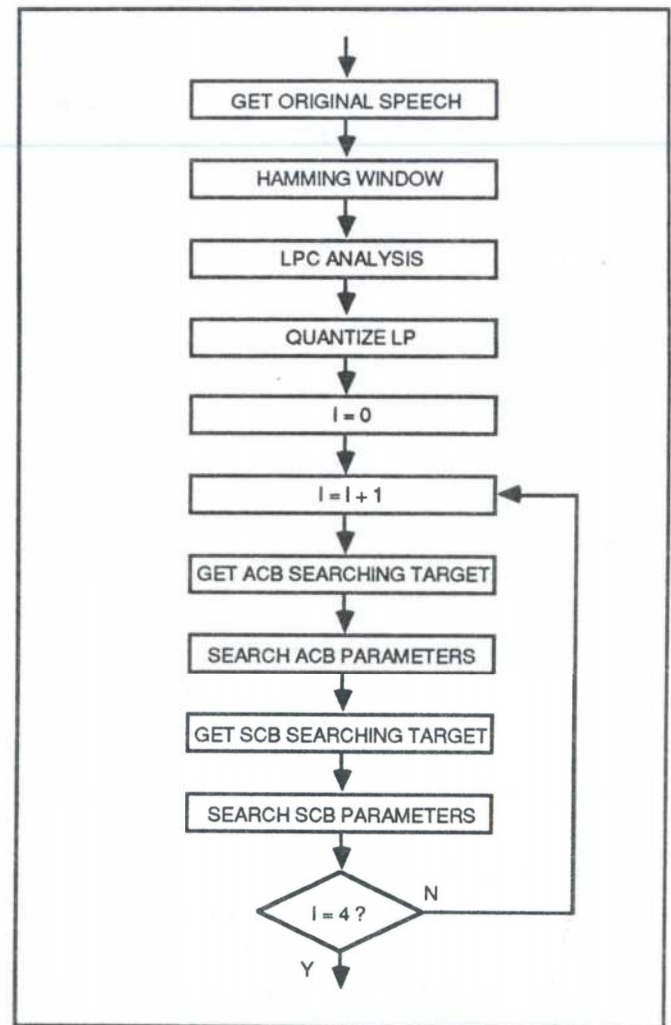 GET ORIGINAL SPEECH
HAMMING WINDOW
LPC ANALYSIS
QUANTIZE LP
I = 0
I = I + 1
GET ACB SEARCHING TARGET
SEARCH ACB PARAMETERS
GET SCB SEARCHING TARGET
SEARCH SCB PARAMETERS
I = 4 ?
N
Y